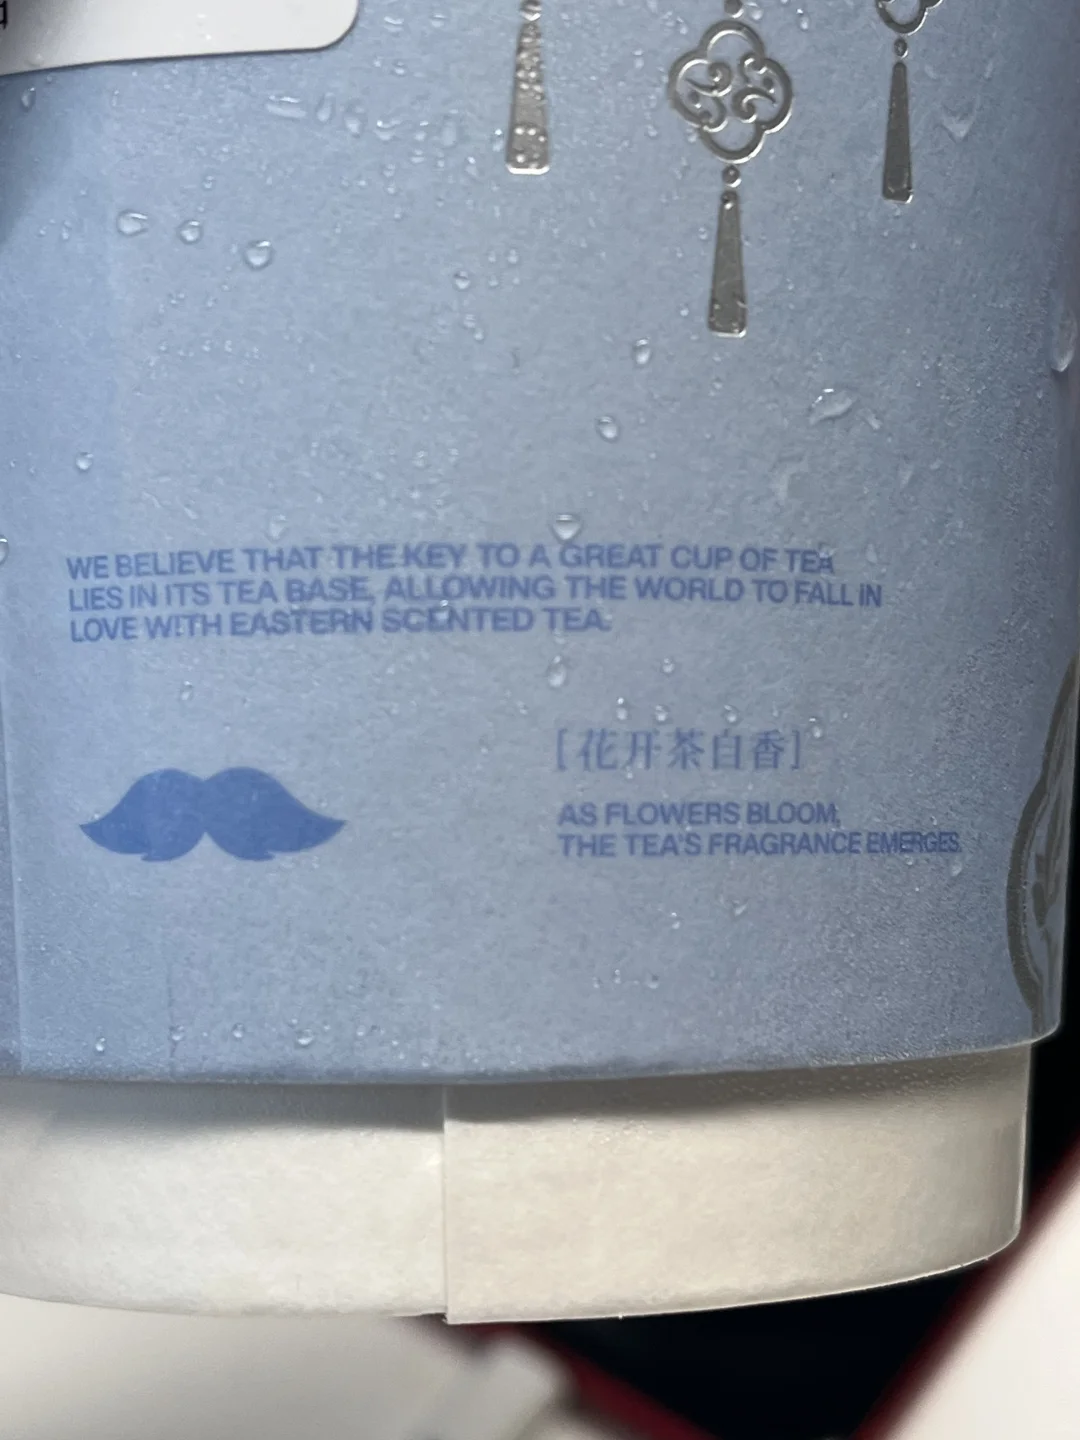 WE BELIEVE THAT THE KEY TO A GREAT CUP OF TEA
LIES IN ITS TEA BASE, ALLOWING THE WORLD TO FALL IN
LOVE WITH EASTERN SCENTED TEA.
[花开茶自香]
AS FLOWERS BLOOM,
THE TEA'S FRAGRANCE EMERGES.